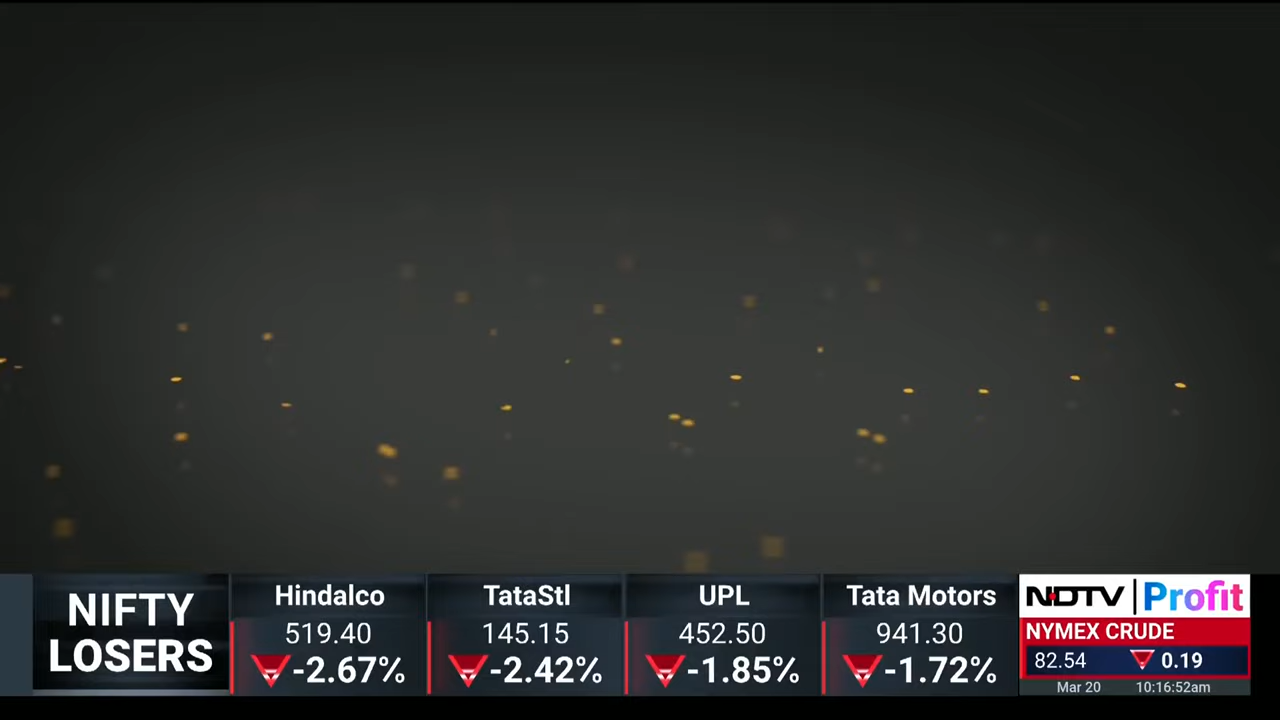 NIFTY
LOSERS
Hindalco
519.40
-2.67%
TataStl
145.15
-2.42%
UPL
452.50
-1.85%
Tata Motors
941.30
-1.72%
NDTV Profit
NYMEX CRUDE
82.54 0.19
Mar 20 10:16:52am